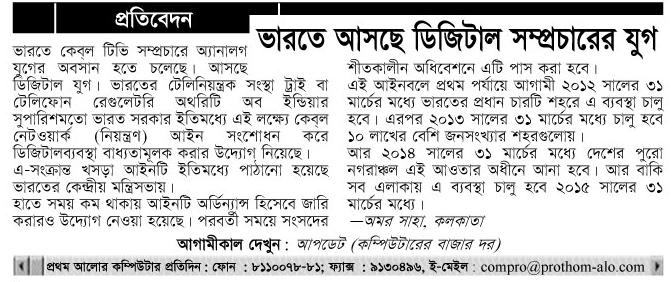 প্রতিবেদন
ভারতে আসছে ডিজিটাল সম্প্রচারের যুগ
ভারতে কেব্‌ল টিভি সম্প্রচারে অ্যানালগ
যুগের অবসান হতে চলেছে। আসছে
ডিজিটাল যুগ। ভারতের টেলিনিয়ন্ত্রক সংস্থা ট্রাই বা
টেলিফোন রেগুলেটরি অথরিটি অব ইন্ডিয়ার
সুপারিশমতো ভারত সরকার ইতিমধ্যে এই লক্ষ্যে কেব্‌ল
নেটওয়ার্ক (নিয়ন্ত্রণ) আইন সংশোধন করে
ডিজিটালব্যবস্থা বাধ্যতামূলক করার উদ্যোগ নিয়েছে।
এ-সংক্রান্ত খসড়া আইনটি ইতিমধ্যে পাঠানো হয়েছে
ভারতের কেন্দ্রীয় মন্ত্রিসভায়।
হাতে সময় কম থাকায় আইনটি অর্ডিন্যান্স হিসেবে জারি
করারও উদ্যোগ নেওয়া হয়েছে। পরবর্তী সময়ে সংসদের
শীতকালীন অধিবেশনে এটি পাস করা হবে।
এই আইনবলে প্রথম পর্যায়ে আগামী ২০১২ সালের ৩১
মার্চের মধ্যে ভারতের প্রধান চারটি শহরে এ ব্যবস্থা চালু
হবে। এরপর ২০১৩ সালের ৩১ মার্চের মধ্যে চালু হবে
১০ লাখের বেশি জনসংখ্যার শহরগুলোয়।
আর ২০১৪ সালের ৩১ মার্চের মধ্যে দেশের পুরো
নগরাঞ্চল এই আওতার অধীনে আনা হবে। আর বাকি
সব এলাকায় এ ব্যবস্থা চালু হবে ২০১৫ সালের ৩১
মার্চের মধ্যে।
—অমর সাহা, কলকাতা
আগামীকাল দেখুন : আপডেট (কম্পিউটারের বাজার দর)
প্রথম আলোর কম্পিউটার প্রতিদিন : ফোন : ৮১১০০৭৮-৮১; ফ্যাক্স : ৯১৩০৪৯৬, ই-মেইল : compro@prothom-alo.com